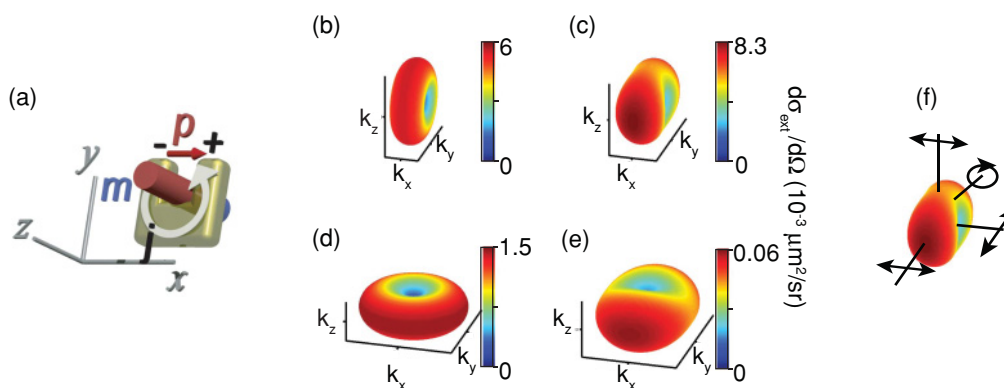 (a)
y
z
x
m
p
-
+
j
(b)
6
0
k_z
k_y
k_x
(c)
8.3
0
k_z
k_y
k_x
(d)
1.5
0
k_z
k_y
k_x
(e)
0.06
0
k_z
k_y
k_x
dσ_ext/dΩ (10⁻³ μm²/sr)
(f)